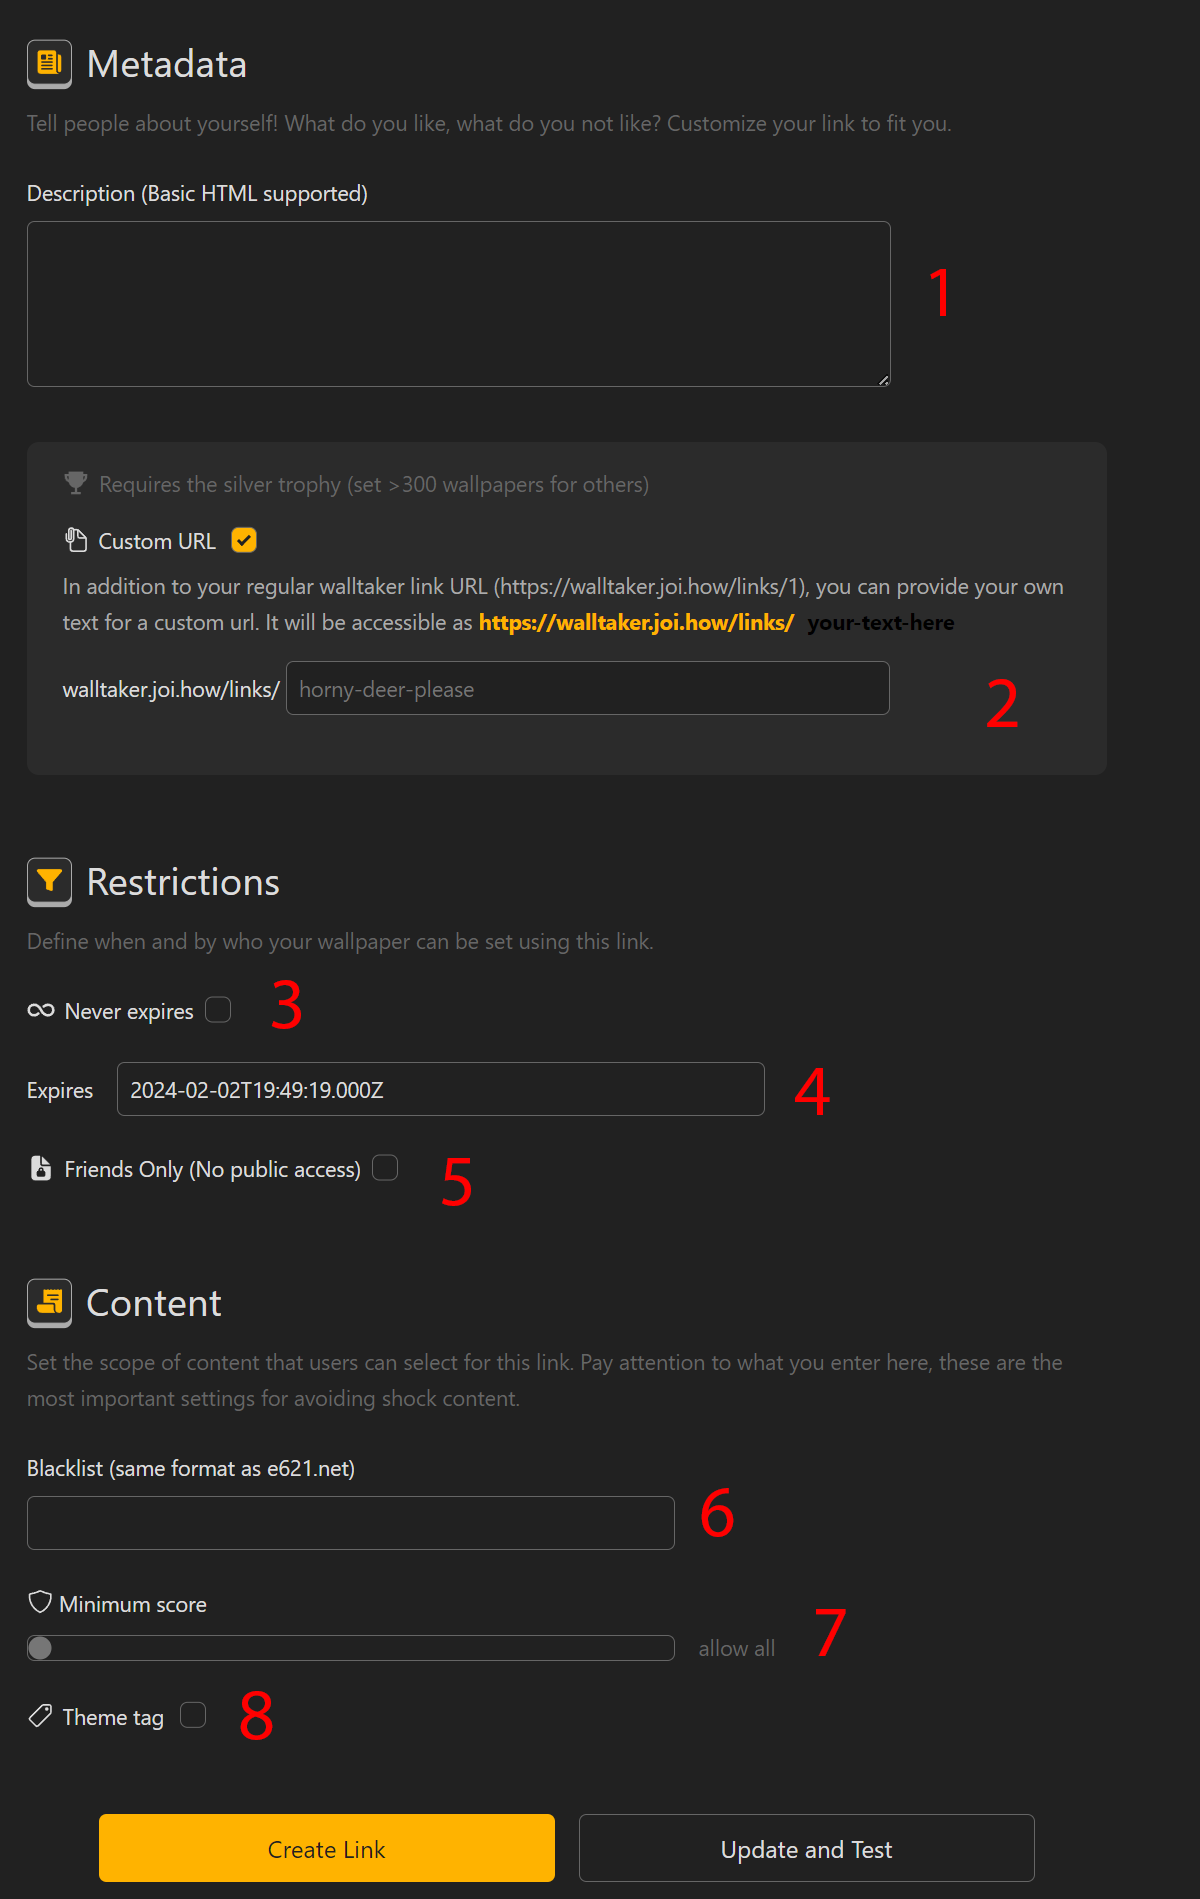 Metadata
Tell people about yourself! What do you like, what do you not like? Customize your link to fit you.
Description (Basic HTML supported)
1
Requires the silver trophy (set >300 wallpapers for others)
Custom URL
In addition to your regular walltaker link URL (https://walltaker.joi.how/links/1), you can provide your own
text for a custom url. It will be accessible as https://walltaker.joi.how/links/ your-text-here
walltaker.joi.how/links/ horny-deer-please
2
Restrictions
Define when and by who your wallpaper can be set using this link.
Never expires 3
Expires 2024-02-02T19:49:19.000Z 4
Friends Only (No public access) 5
Content
Set the scope of content that users can select for this link. Pay attention to what you enter here, these are the
most important settings for avoiding shock content.
Blacklist (same format as e621.net)
6
Minimum score
allow all 7
Theme tag 8
Create Link Update and Test